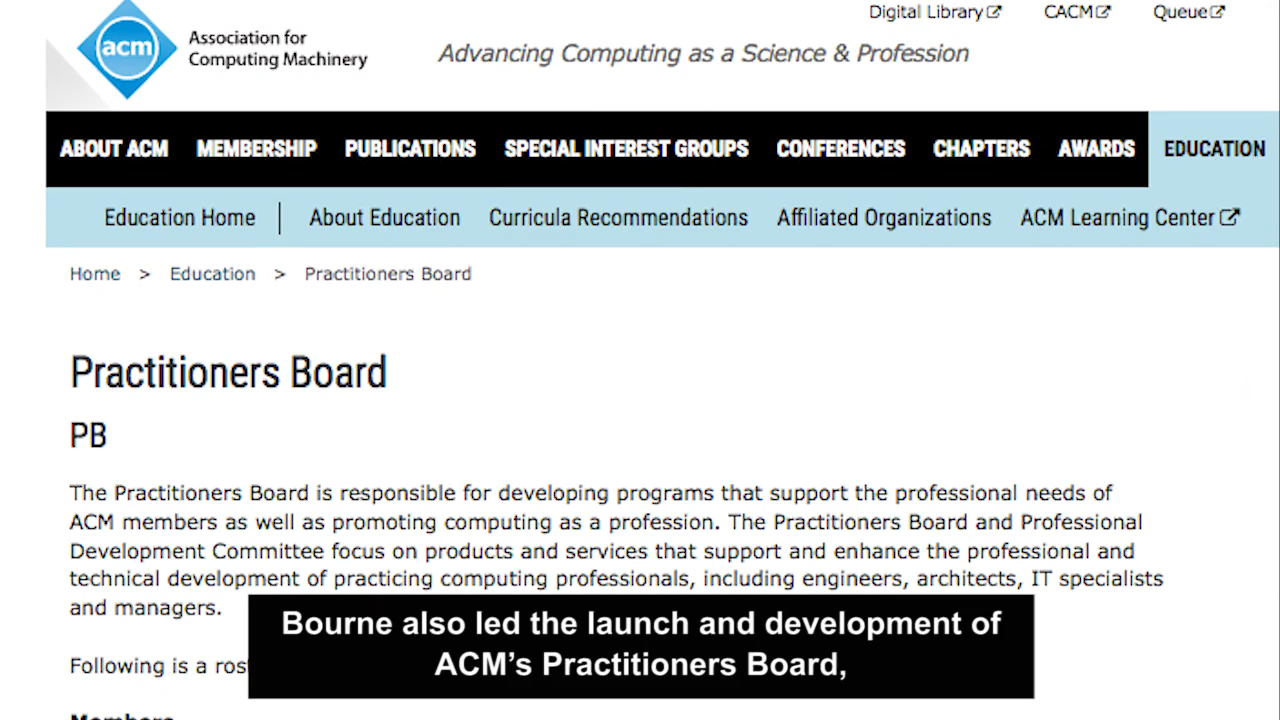 Digital Library CACM Queue
acm
Association for
Computing Machinery
Advancing Computing as a Science & Profession
ABOUT ACM MEMBERSHIP PUBLICATIONS SPECIAL INTEREST GROUPS CONFERENCES CHAPTERS AWARDS EDUCATION
Education Home About Education Curricula Recommendations Affiliated Organizations ACM Learning Center
Home > Education > Practitioners Board
Practitioners Board
PB
The Practitioners Board is responsible for developing programs that support the professional needs of
ACM members as well as promoting computing as a profession. The Practitioners Board and Professional
Development Committee focus on products and services that support and enhance the professional and
technical development of practicing computing professionals, including engineers, architects, IT specialists
and managers.
Following is a
Bourne also led the launch and development of
ACM’s Practitioners Board,